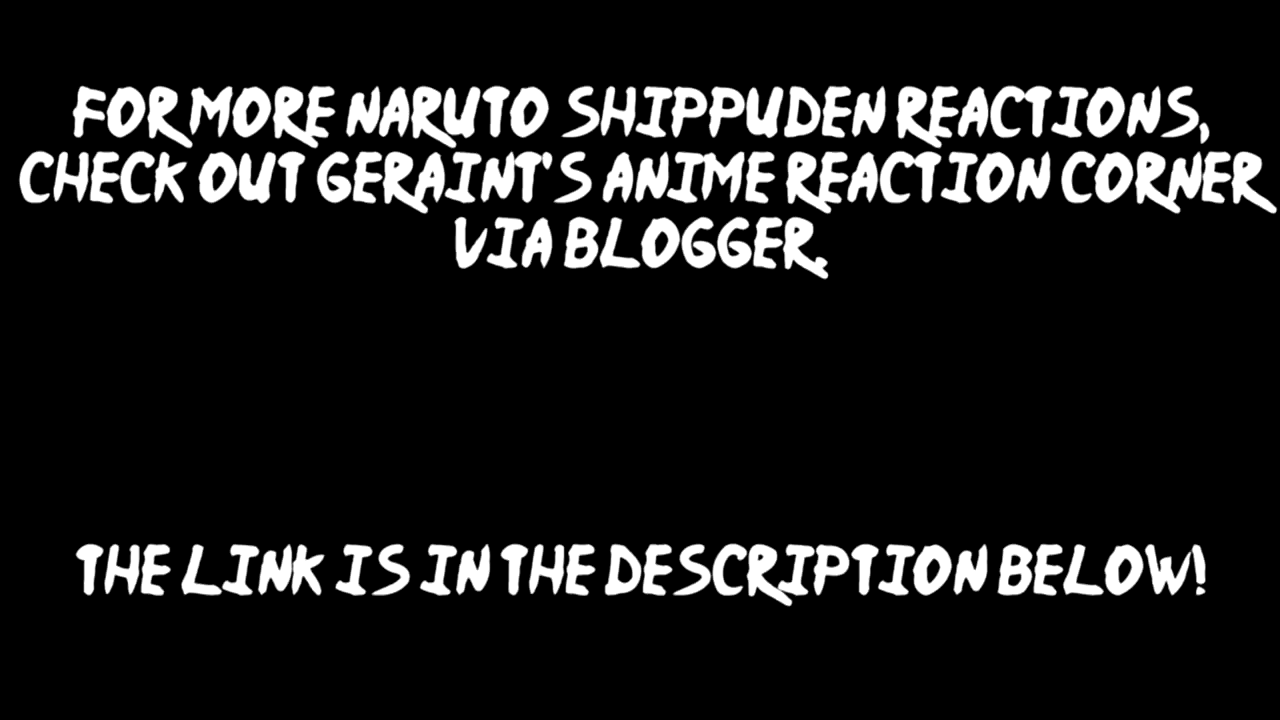 FOR MORE NARUTO SHIPPUDEN REACTIONS,
CHECK OUT GERAINT'S ANIME REACTION CORNER
VIA BLOGGER.
THE LINK IS IN THE DESCRIPTION BELOW!